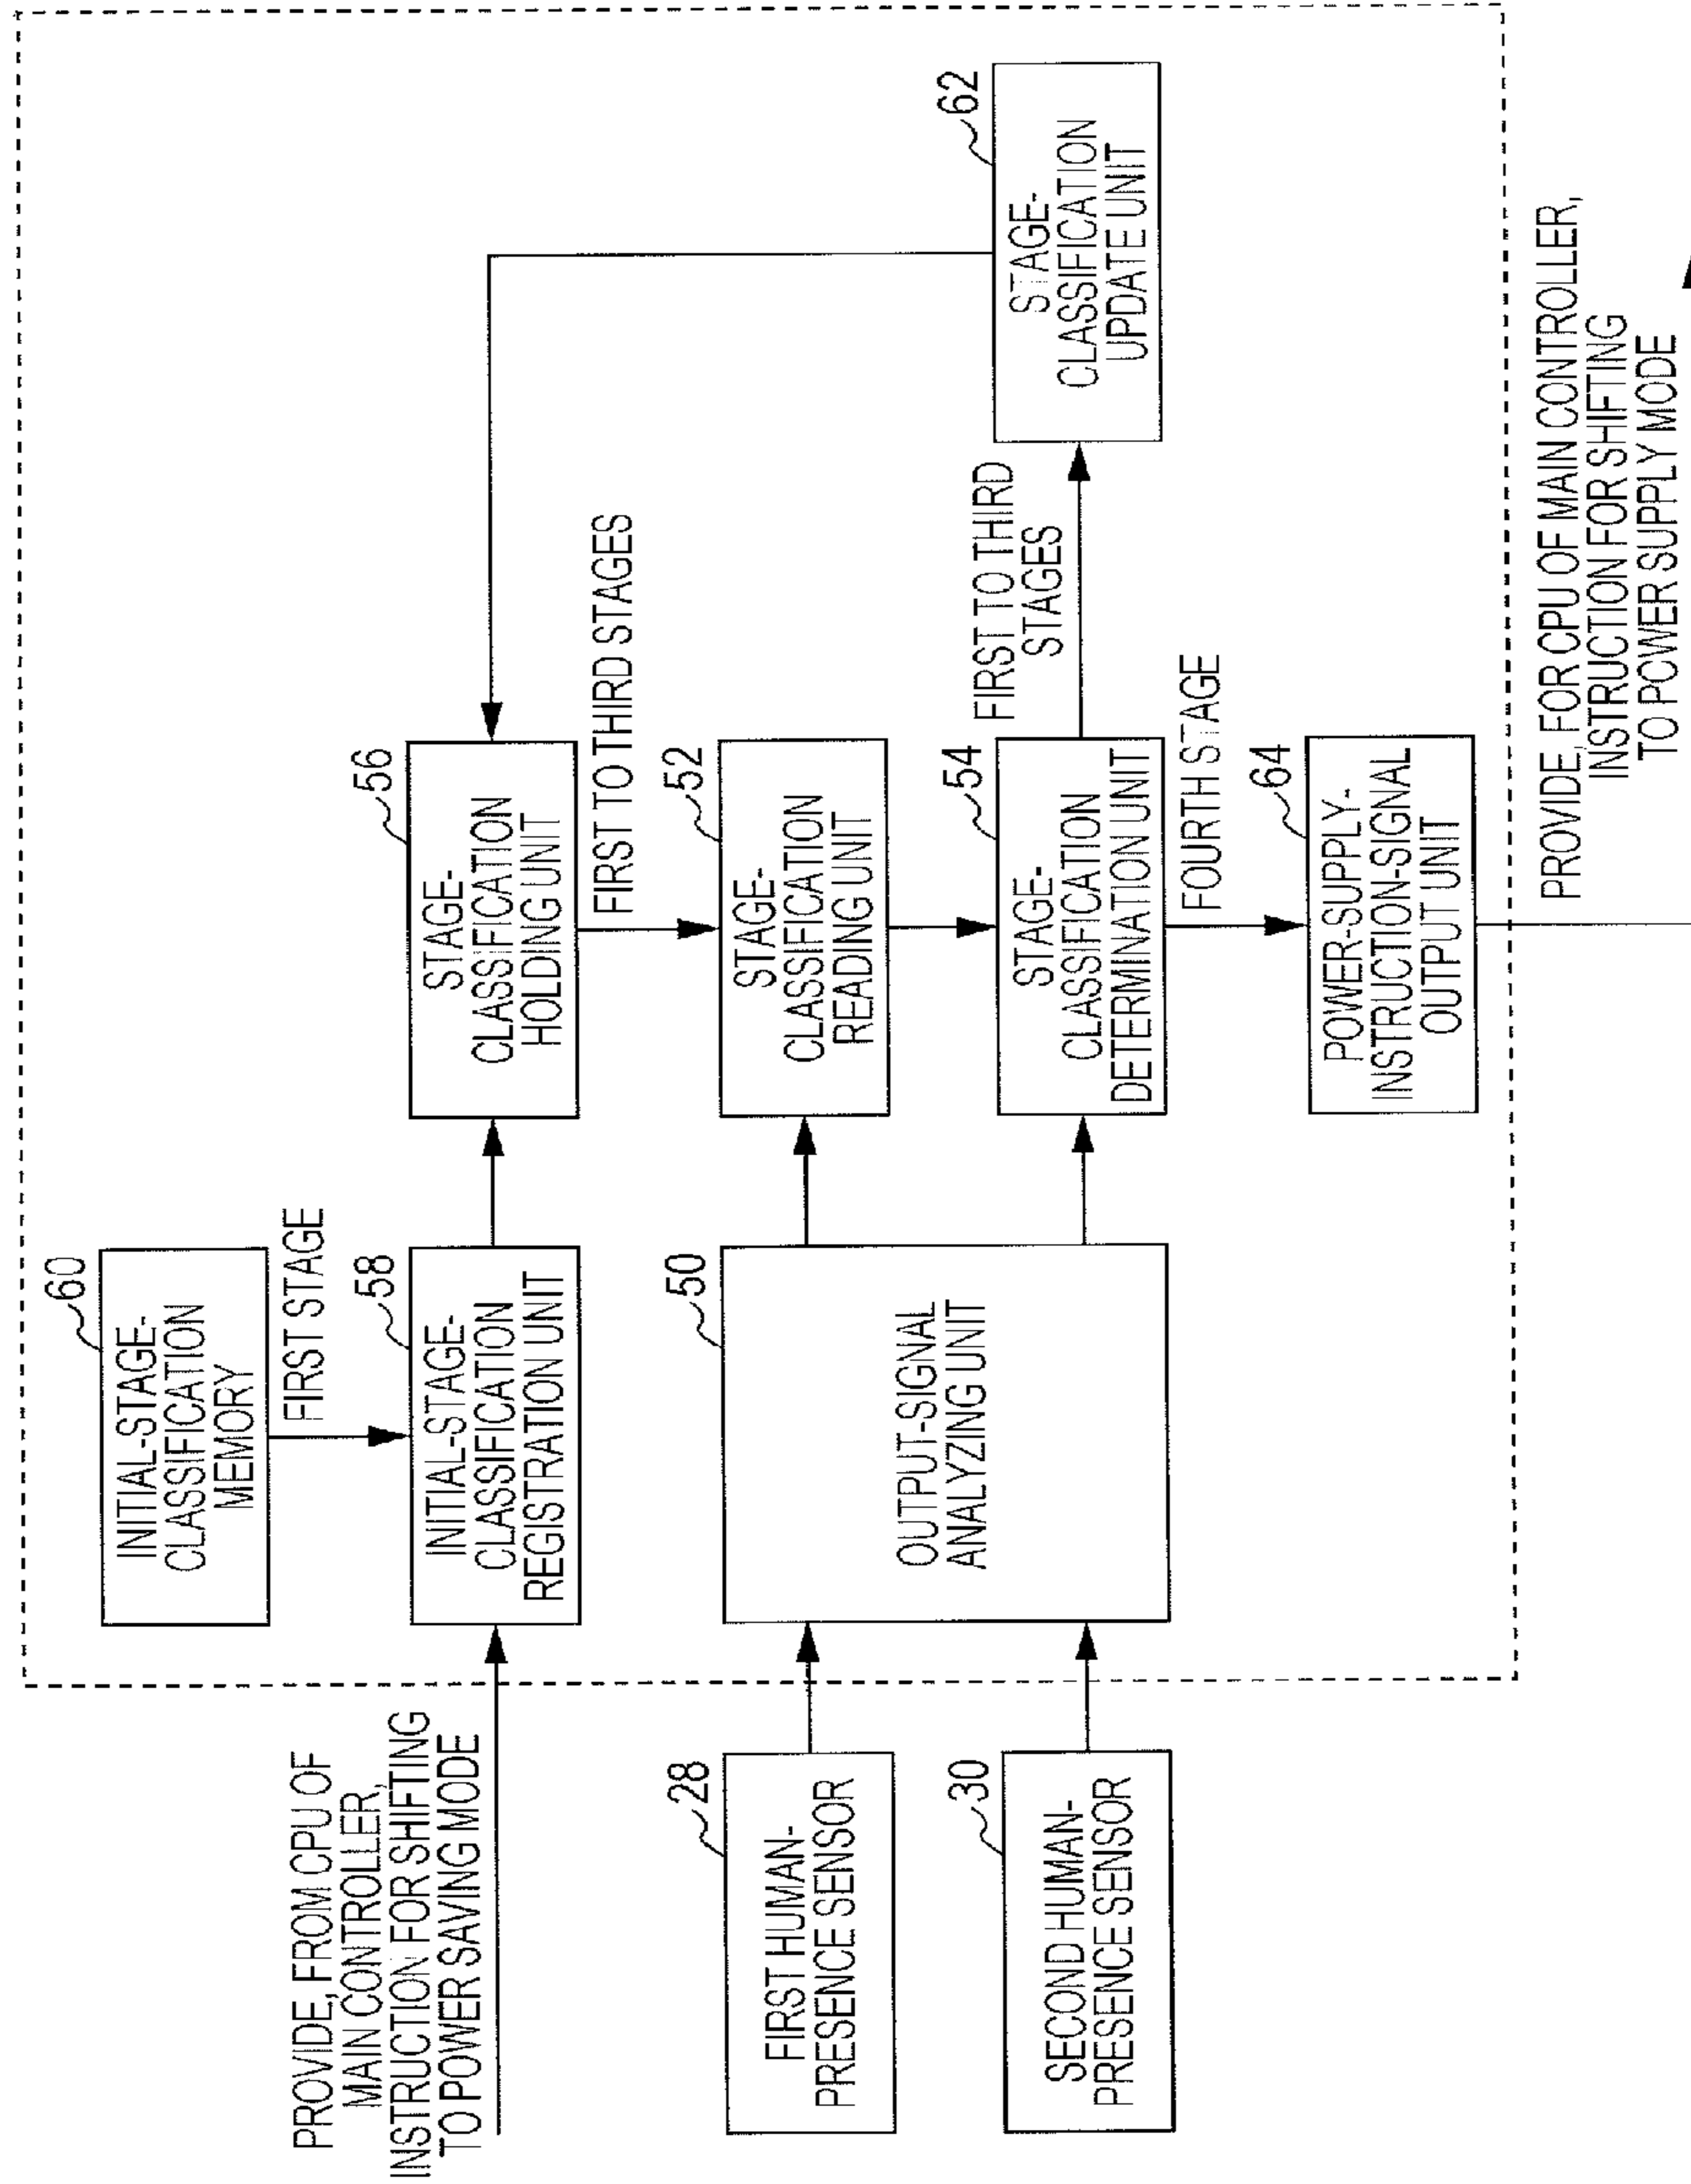 60
INITIAL-STAGE-
CLASSIFICATION
MEMORY
FIRST STAGE
PROVIDE, FROM CPU OF
MAIN CONTROLLER,
INSTRUCTION FOR SHIFTING
TO POWER SAVING MODE
58
INITIAL-STAGE-
CLASSIFICATION
REGISTRATION UNIT
56
STAGE-
CLASSIFICATION
HOLDING UNIT
FIRST TO THIRD STAGES
28
FIRST HUMAN-
PRESENCE SENSOR
50
OUTPUT-SIGNAL
ANALYZING UNIT
52
STAGE-
CLASSIFICATION
READING UNIT
30
SECOND HUMAN-
PRESENCE SENSOR
54
STAGE-
CLASSIFICATION
DETERMINATION UNIT
FIRST TO THIRD
STAGES
62
STAGE-
CLASSIFICATION
UPDATE UNIT
FOURTH STAGE
64
POWER-SUPPLY-
INSTRUCTION-SIGNAL
OUTPUT UNIT
PROVIDE, FOR CPU OF MAIN CONTROLLER,
INSTRUCTION FOR SHIFTING
TO POWER SUPPLY MODE